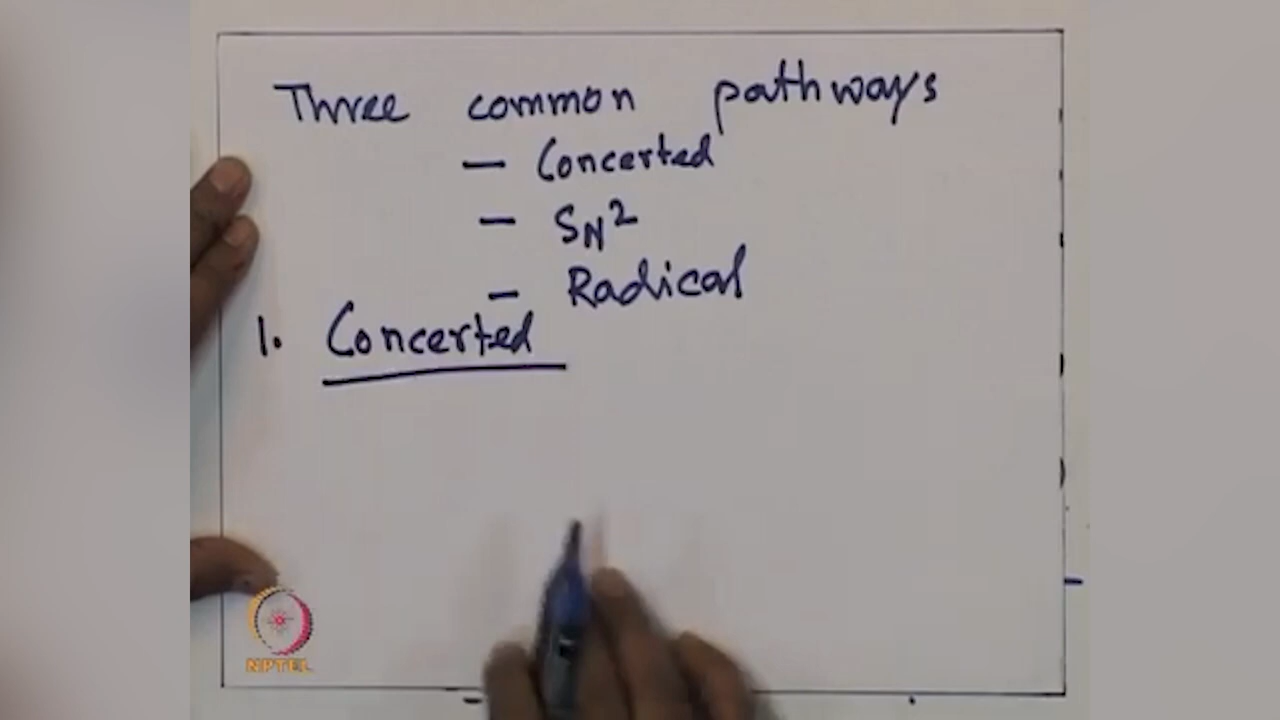 Three common pathways
— Concerted
— SN2
— Radical
1. Concerted
NPTEL